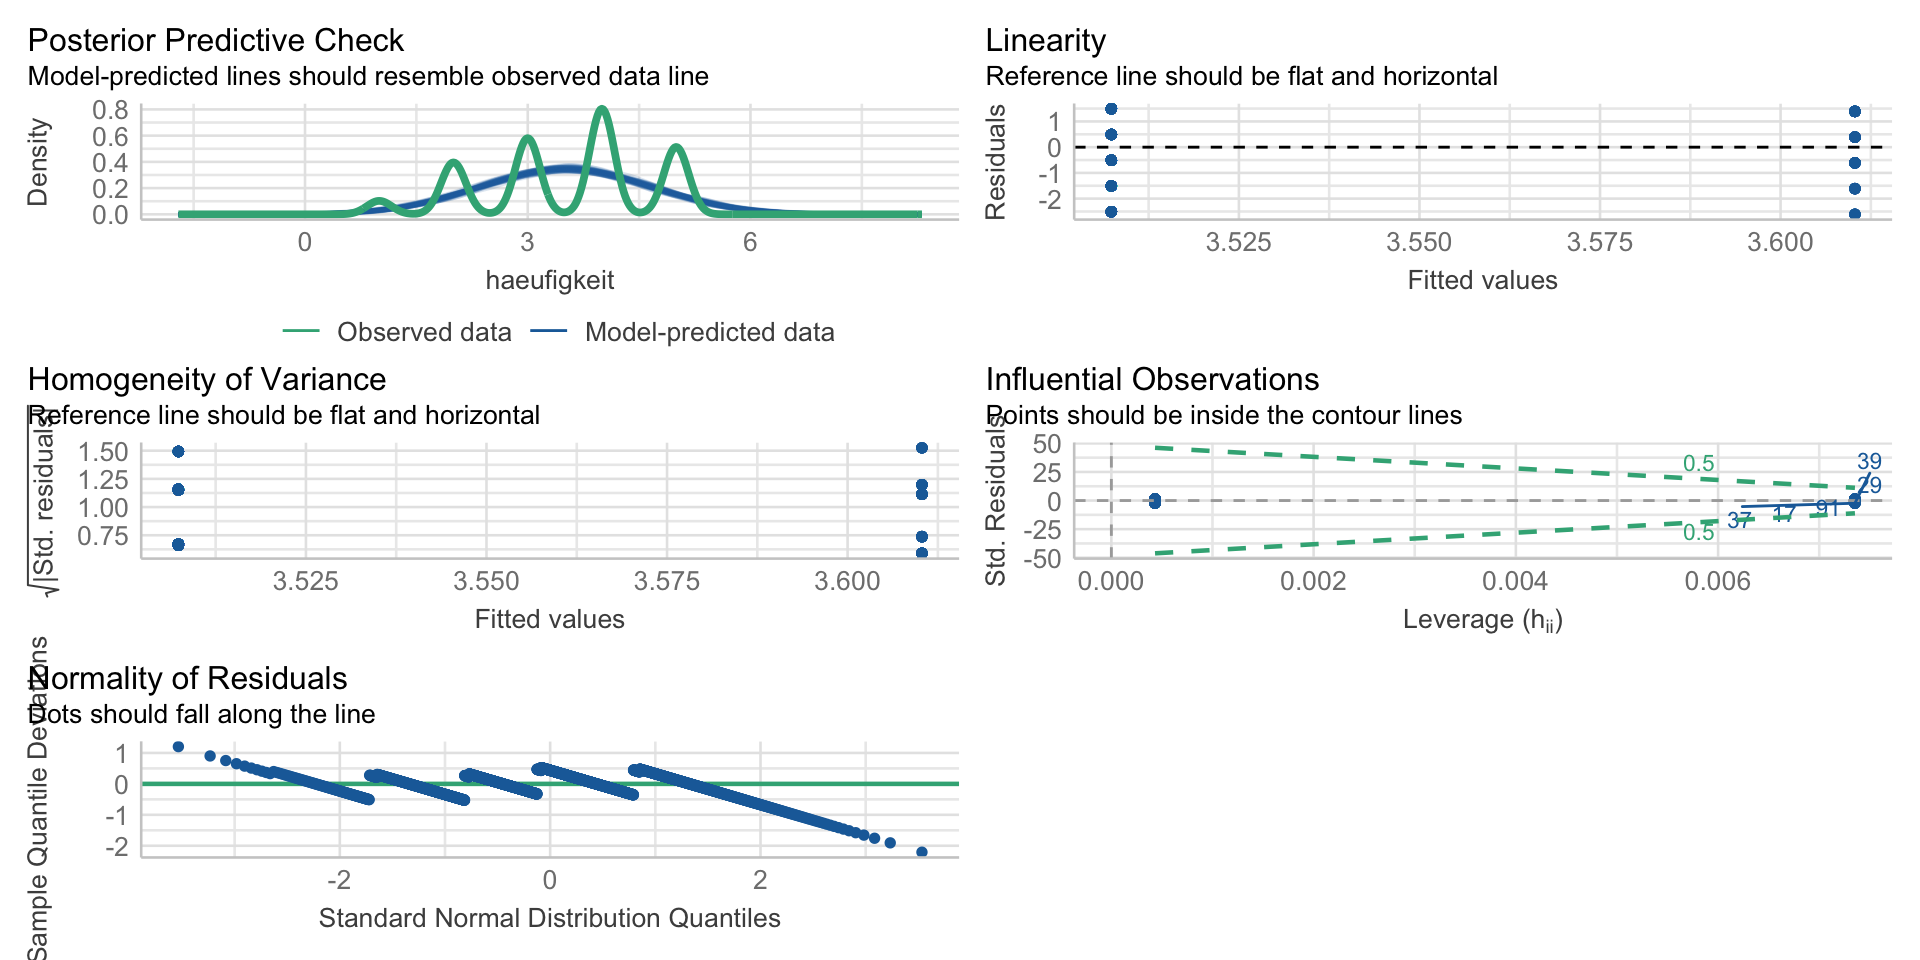 Posterior Predictive Check
Model-predicted lines should resemble observed data line
Density
0.8
0.6
0.4
0.2
0.0
0 3 6
haeufigkeit
Observed data Model-predicted data
Linearity
Reference line should be flat and horizontal
Residuals
1
0
-1
-2
3.525 3.550 3.575 3.600
Fitted values
Homogeneity of Variance
Reference line should be flat and horizontal
√|Std. residuals|
1.50
1.25
1.00
0.75
3.525 3.550 3.575 3.600
Fitted values
Influential Observations
Points should be inside the contour lines
Std. Residuals
50
25
0
-25
-50
0.5
39
29
37 17 91
0.5
0.000 0.002 0.004 0.006
Leverage (hii)
Normality of Residuals
Dots should fall along the line
Sample Quantile Deviations
1
0
-1
-2
-2 0 2
Standard Normal Distribution Quantiles